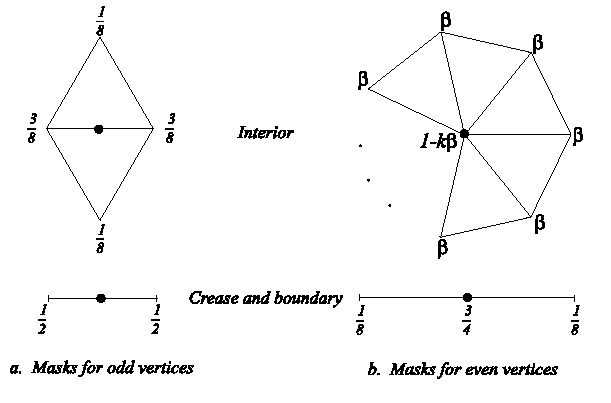 1/8
3/8
3/8
1/8
Interior
β
β
β
β
1-kβ
β
β
1/2
1/2
Crease and boundary
1/8
3/4
1/8
a. Masks for odd vertices
b. Masks for even vertices